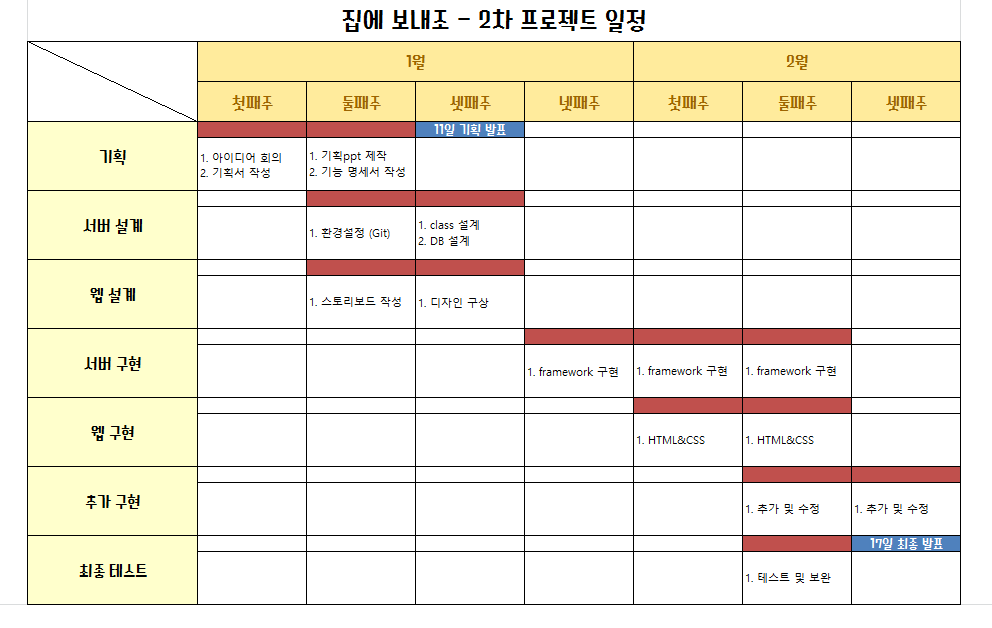 집에 보내조 - 2차 프로젝트 일정
1월 2월
첫째주 둘째주 셋째주 넷째주 첫째주 둘째주 셋째주
11일 기획 발표
기획
1. 아이디어 회의
2. 기획서 작성
1. 기획ppt 제작
2. 기능 명세서 작성
서버 설계
1. 환경설정 (Git)
1. class 설계
2. DB 설계
웹 설계
1. 스토리보드 작성
1. 디자인 구상
서버 구현
1. framework 구현
1. framework 구현
1. framework 구현
웹 구현
1. HTML&CSS
1. HTML&CSS
추가 구현
1. 추가 및 수정
1. 추가 및 수정
17일 최종 발표
최종 테스트
1. 테스트 및 보완